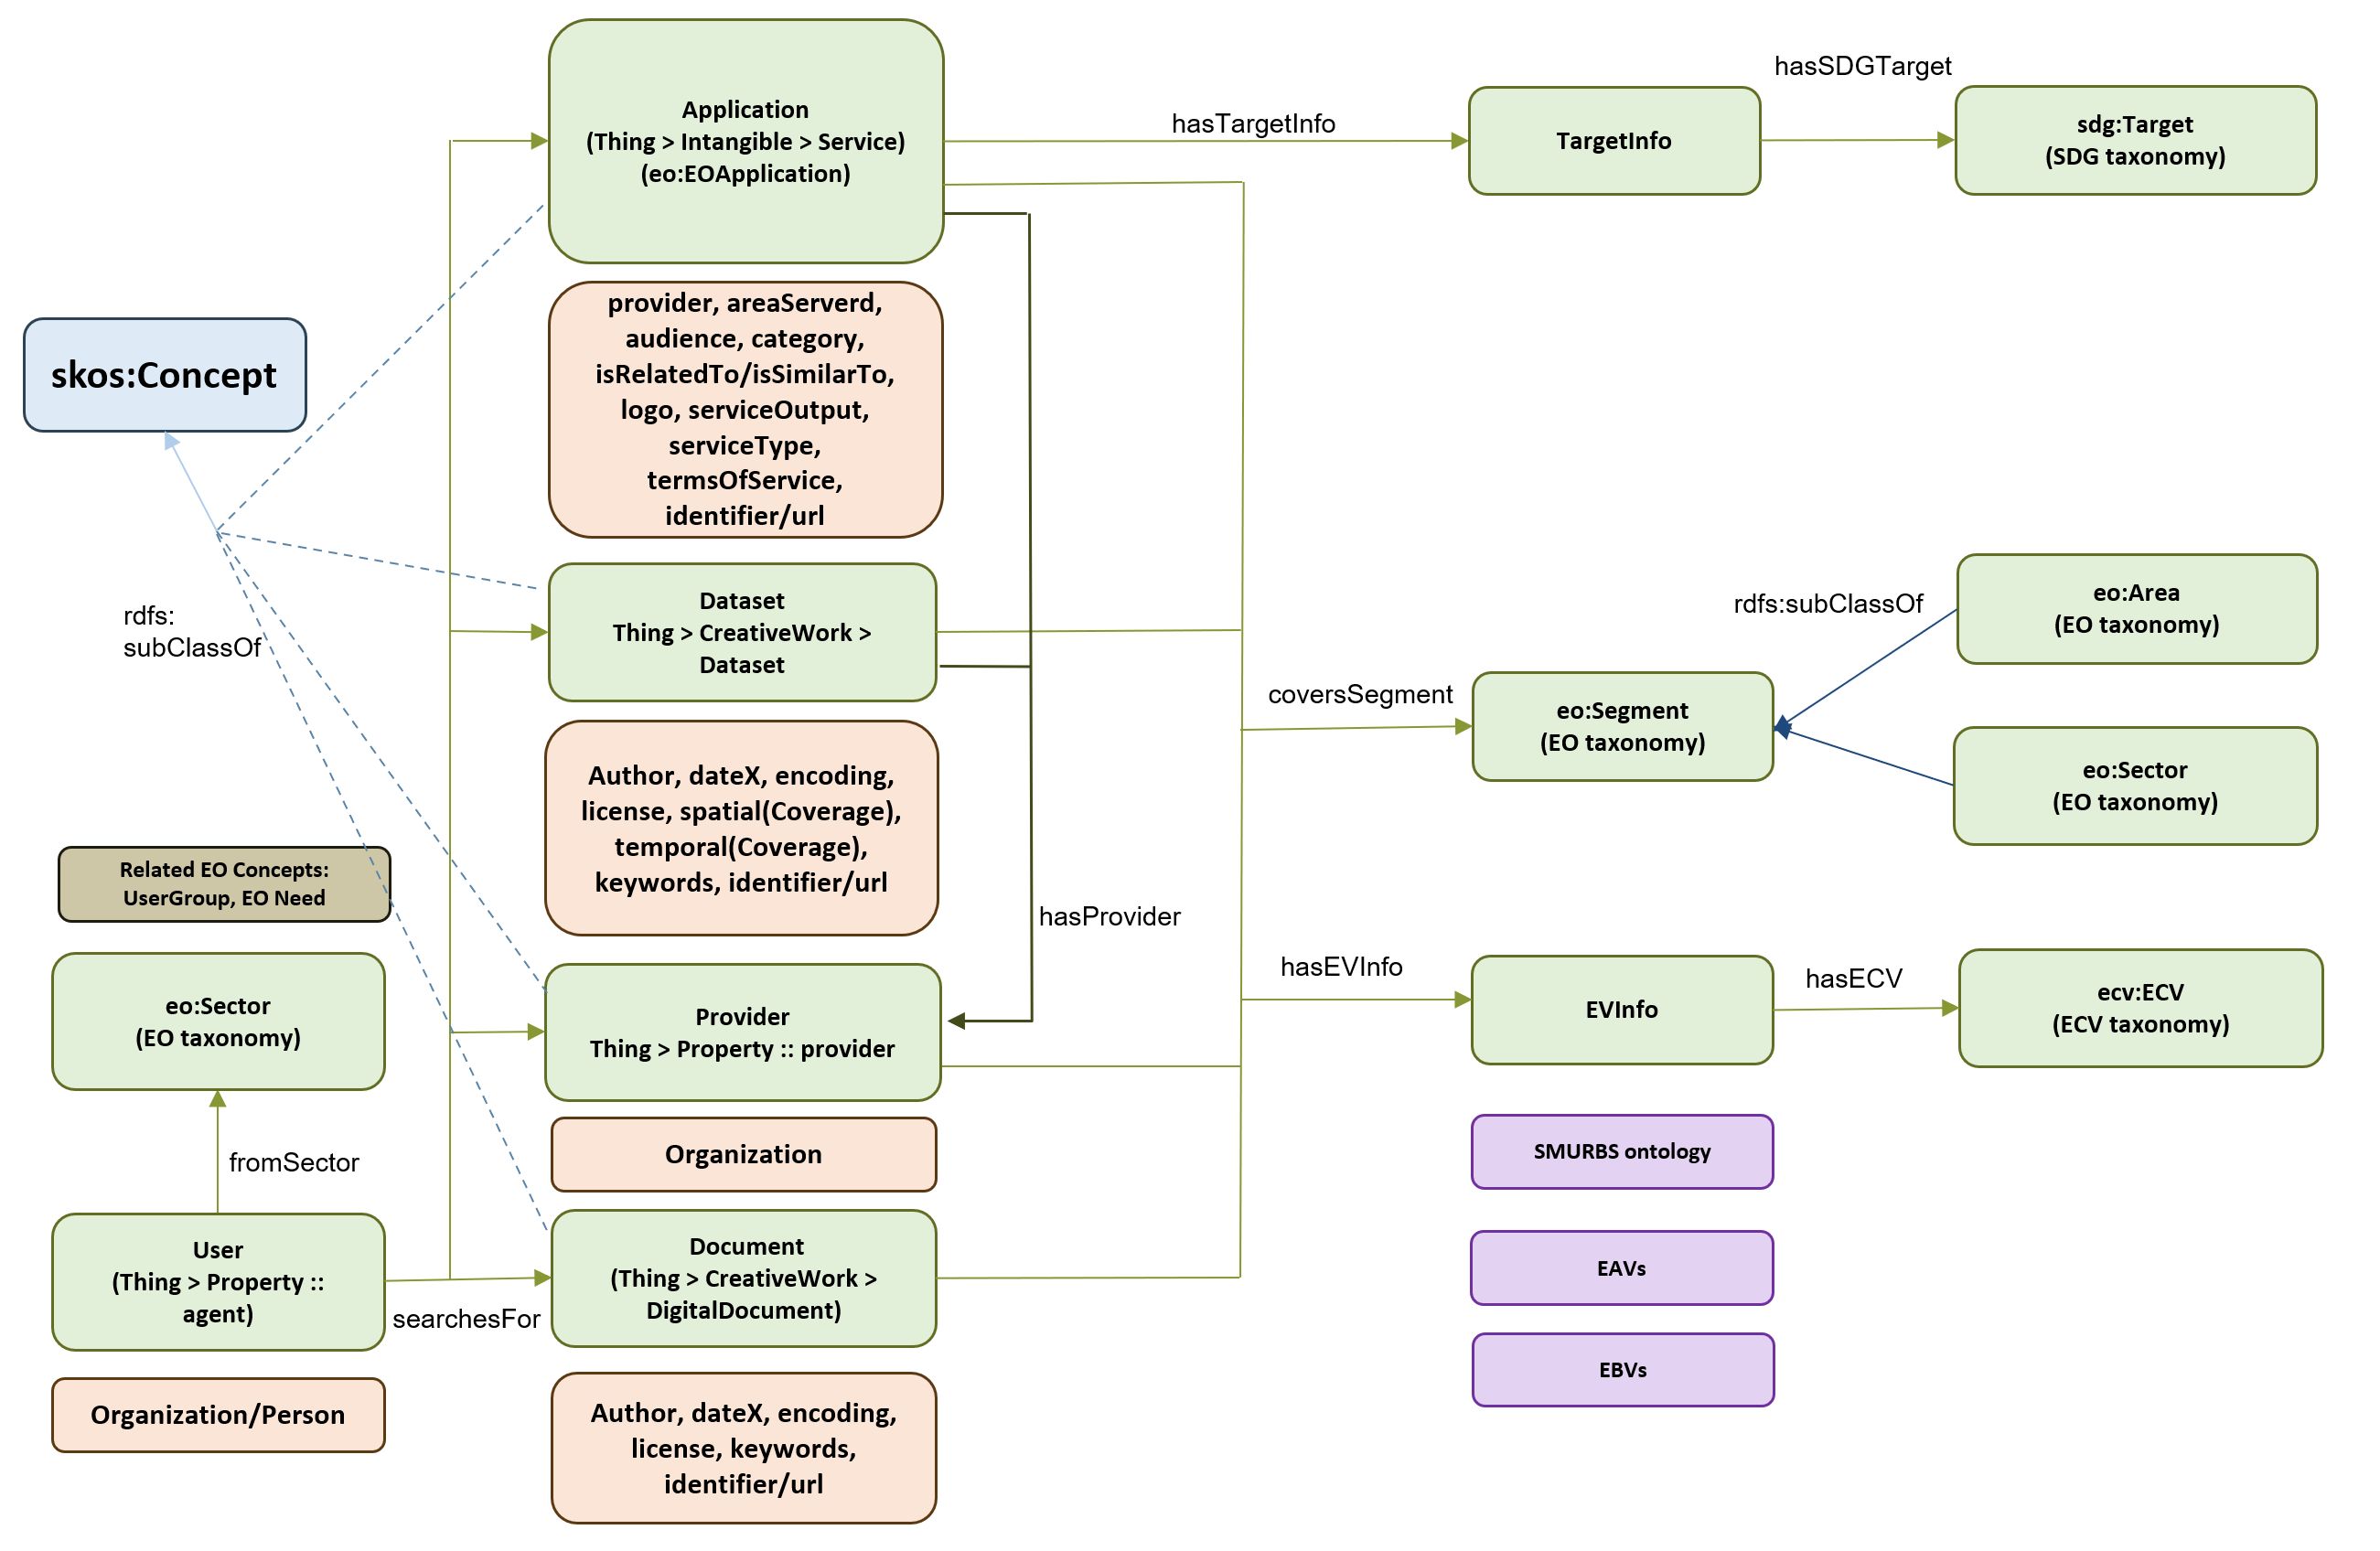 Application
(Thing > Intangible > Service)
(eo:EOApplication)
hasTargetInfo
TargetInfo
hasSDGTarget
sdg:Target
(SDG taxonomy)
provider, areaServerd,
audience, category,
isRelatedTo/isSimilarTo,
logo, serviceOutput,
serviceType,
termsOfService,
identifier/url
skos:Concept
rdfs:
subClassOf
Dataset
Thing > CreativeWork >
Dataset
rdfs:subClassOf
eo:Area
(EO taxonomy)
coversSegment
eo:Segment
(EO taxonomy)
eo:Sector
(EO taxonomy)
Author, dateX, encoding,
license, spatial(Coverage),
temporal(Coverage),
keywords, identifier/url
Related EO Concepts:
UserGroup, EO Need
hasProvider
hasEVInfo
EVInfo
hasECV
ecv:ECV
(ECV taxonomy)
eo:Sector
(EO taxonomy)
Provider
Thing > Property :: provider
Organization
SMURBS ontology
fromSector
User
(Thing > Property ::
agent)
searchesFor
Document
(Thing > CreativeWork >
DigitalDocument)
EAVs
EBVs
Organization/Person
Author, dateX, encoding,
license, keywords,
identifier/url